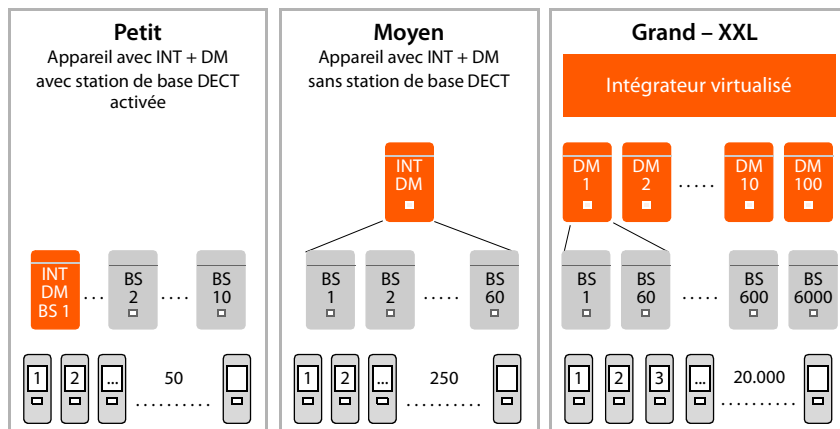 Petit
Appareil avec INT + DM
avec station de base DECT
activée
INT
DM
BS 1
....
BS
2
....
BS
10
1
2
...
50
..........
Moyen
Appareil avec INT + DM
sans station de base DECT
INT
DM
BS
1
BS
2
.....
BS
60
1
2
...
250
..........
Grand – XXL
Intégrateur virtualisé
DM
1
DM
2
.....
DM
10
DM
100
BS
1
BS
60
.....
BS
600
BS
6000
1
2
3
...
20.000
..........